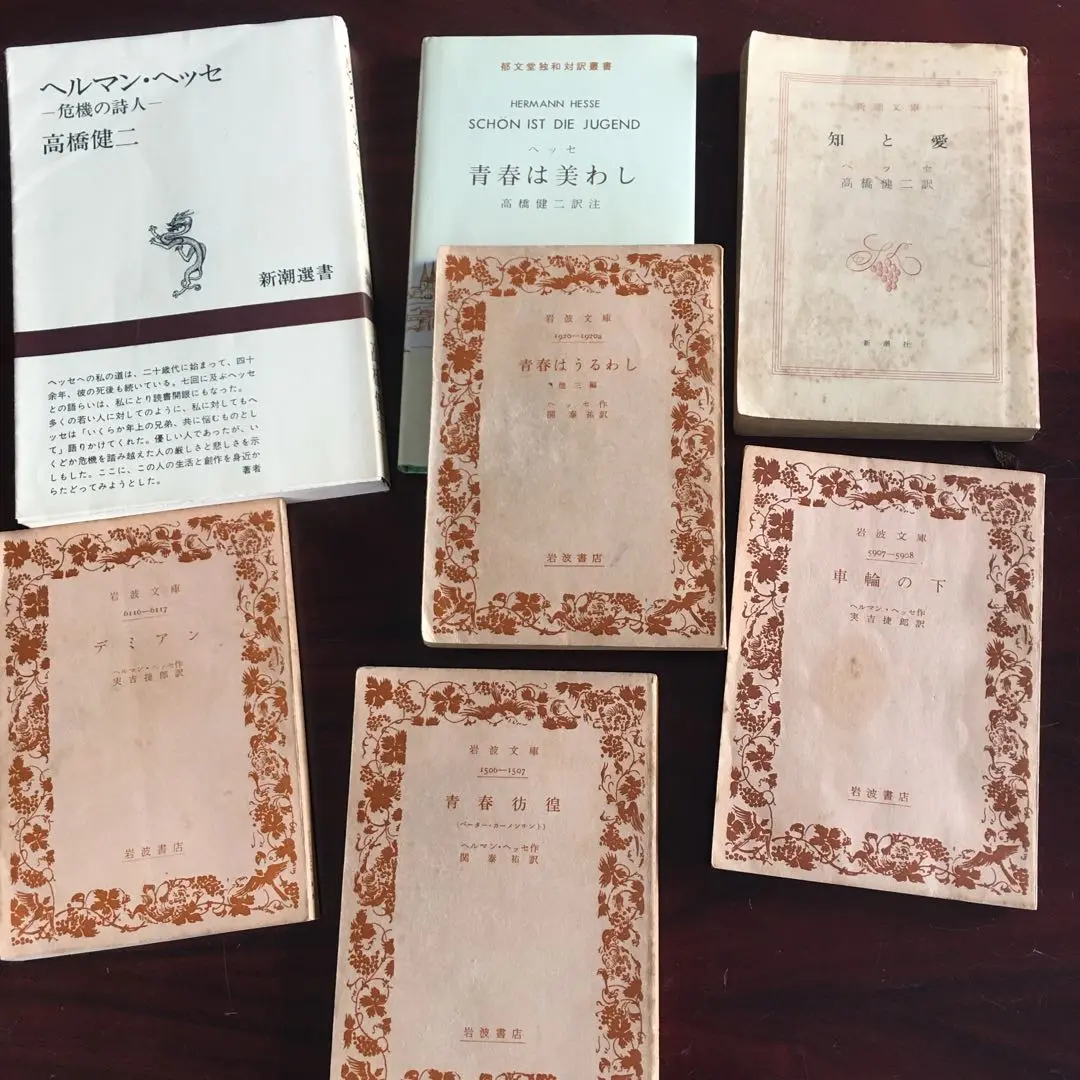 ヘルマン・ヘッセ
―危機の詩人―
高橋健二
新潮選書
ヘッセへの私の道は、二十歳代に始まって、四十
余年、彼の死後も続いている。七回に及ぶヘッセ
との語らいは、私にとり読書開眼にもなった。
多くの若い人に対してのように、私に対してもヘ
ッセは「いくらか年上の兄弟、共に悩むものとし
て」語りかけてくれた。優しい人であったが、い
くどか危機を踏み越えた人の厳しさと悲しさを示
しもした。ここに、この人の生活と創作を身近か
らたどってみようとした。
著者
郁文堂独和対訳叢書
HERMANN HESSE
SCHÖN IST DIE JUGEND
ヘッセ
青春は美わし
高橋健二訳注
新潮文庫
知と愛
ヘッセ
高橋健二訳
新潮社
岩波文庫
1920—1920a
青春はうるわし
他三編
ヘッセ作
関泰祐訳
岩波書店
岩波文庫
5907—5908
車輪の下
ヘルマン・ヘッセ作
実吉捷郎訳
岩波書店
岩波文庫
6116—6117
デミアン
ヘルマン・ヘッセ作
実吉捷郎訳
岩波書店
岩波文庫
1506—1507
青春彷徨
(ペーター・カーメンチント)
ヘルマン・ヘッセ作
関泰祐訳
岩波書店